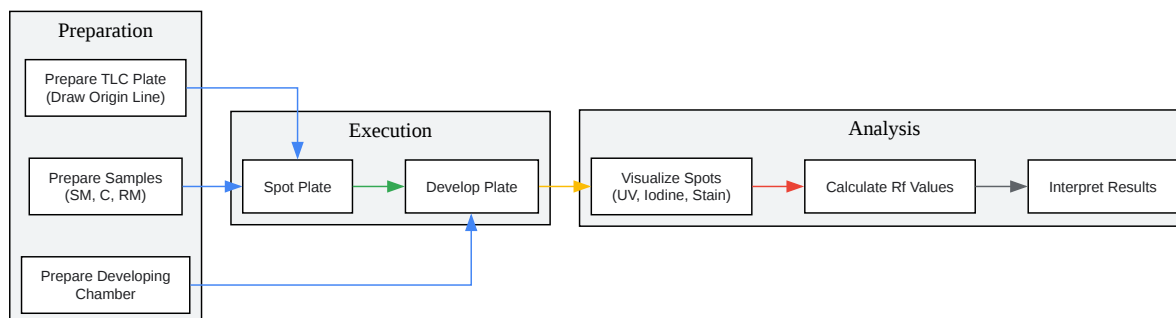 Preparation
Prepare TLC Plate
(Draw Origin Line)
Prepare Samples
(SM, C, RM)
Prepare Developing
Chamber
Execution
Spot Plate
Develop Plate
Analysis
Visualize Spots
(UV, Iodine, Stain)
Calculate Rf Values
Interpret Results